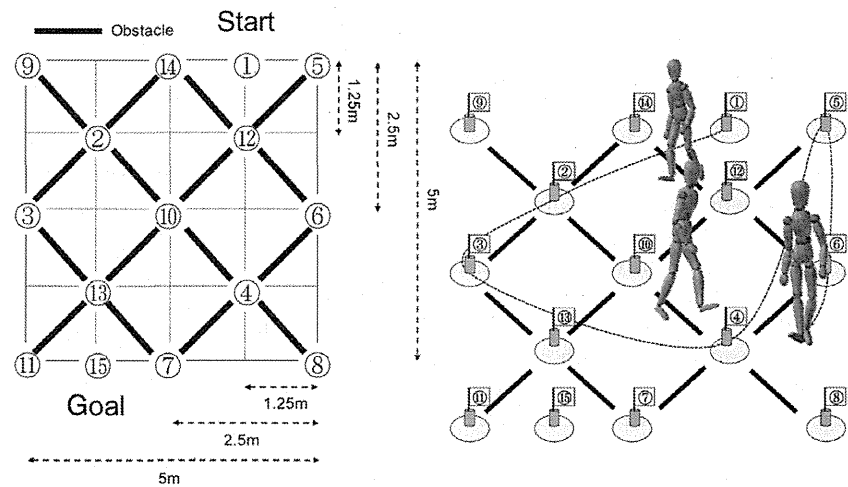 Start
Obstacle
⑨ ⑭ ① ⑤
② ⑫
③ ⑩ ⑥
⑬ ④
⑪ ⑮ ⑦ ⑧
Goal
1.25m
2.5m
5m
1.25m
2.5m
5m
⑨ ⑭ ① ⑤
② ⑫
③ ⑩ ⑥
⑬ ④
⑪ ⑮ ⑦ ⑧